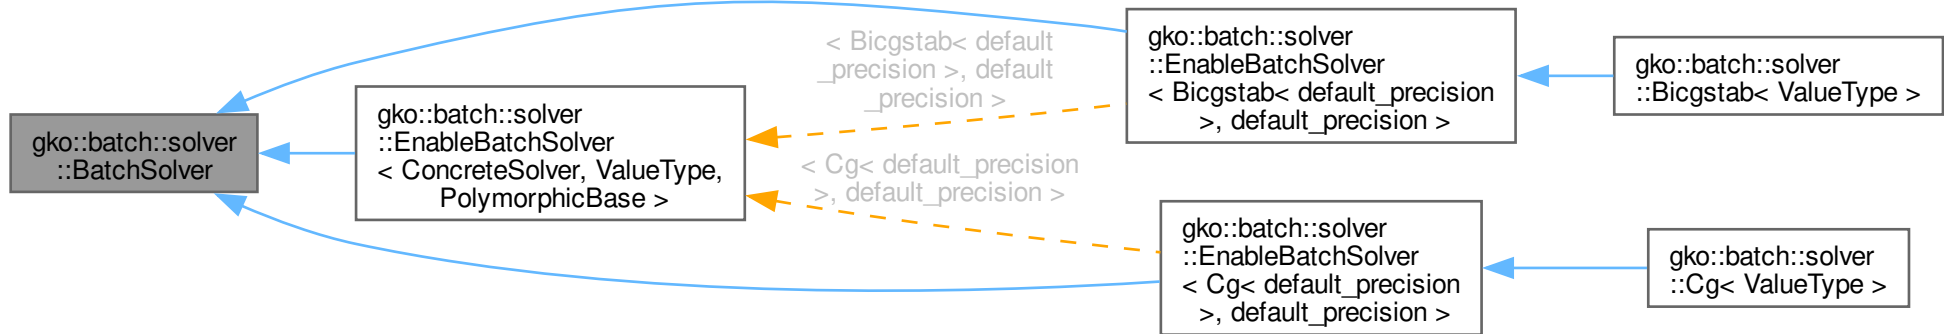 gko::batch::solver
::BatchSolver
gko::batch::solver
::EnableBatchSolver
< ConcreteSolver, ValueType,
PolymorphicBase >
< Bicgstab< default
_precision >, default
_precision >
< Cg< default_precision
>, default_precision >
gko::batch::solver
::EnableBatchSolver
< Bicgstab< default_precision
>, default_precision >
gko::batch::solver
::Bicgstab< ValueType >
gko::batch::solver
::EnableBatchSolver
< Cg< default_precision
>, default_precision >
gko::batch::solver
::Cg< ValueType >